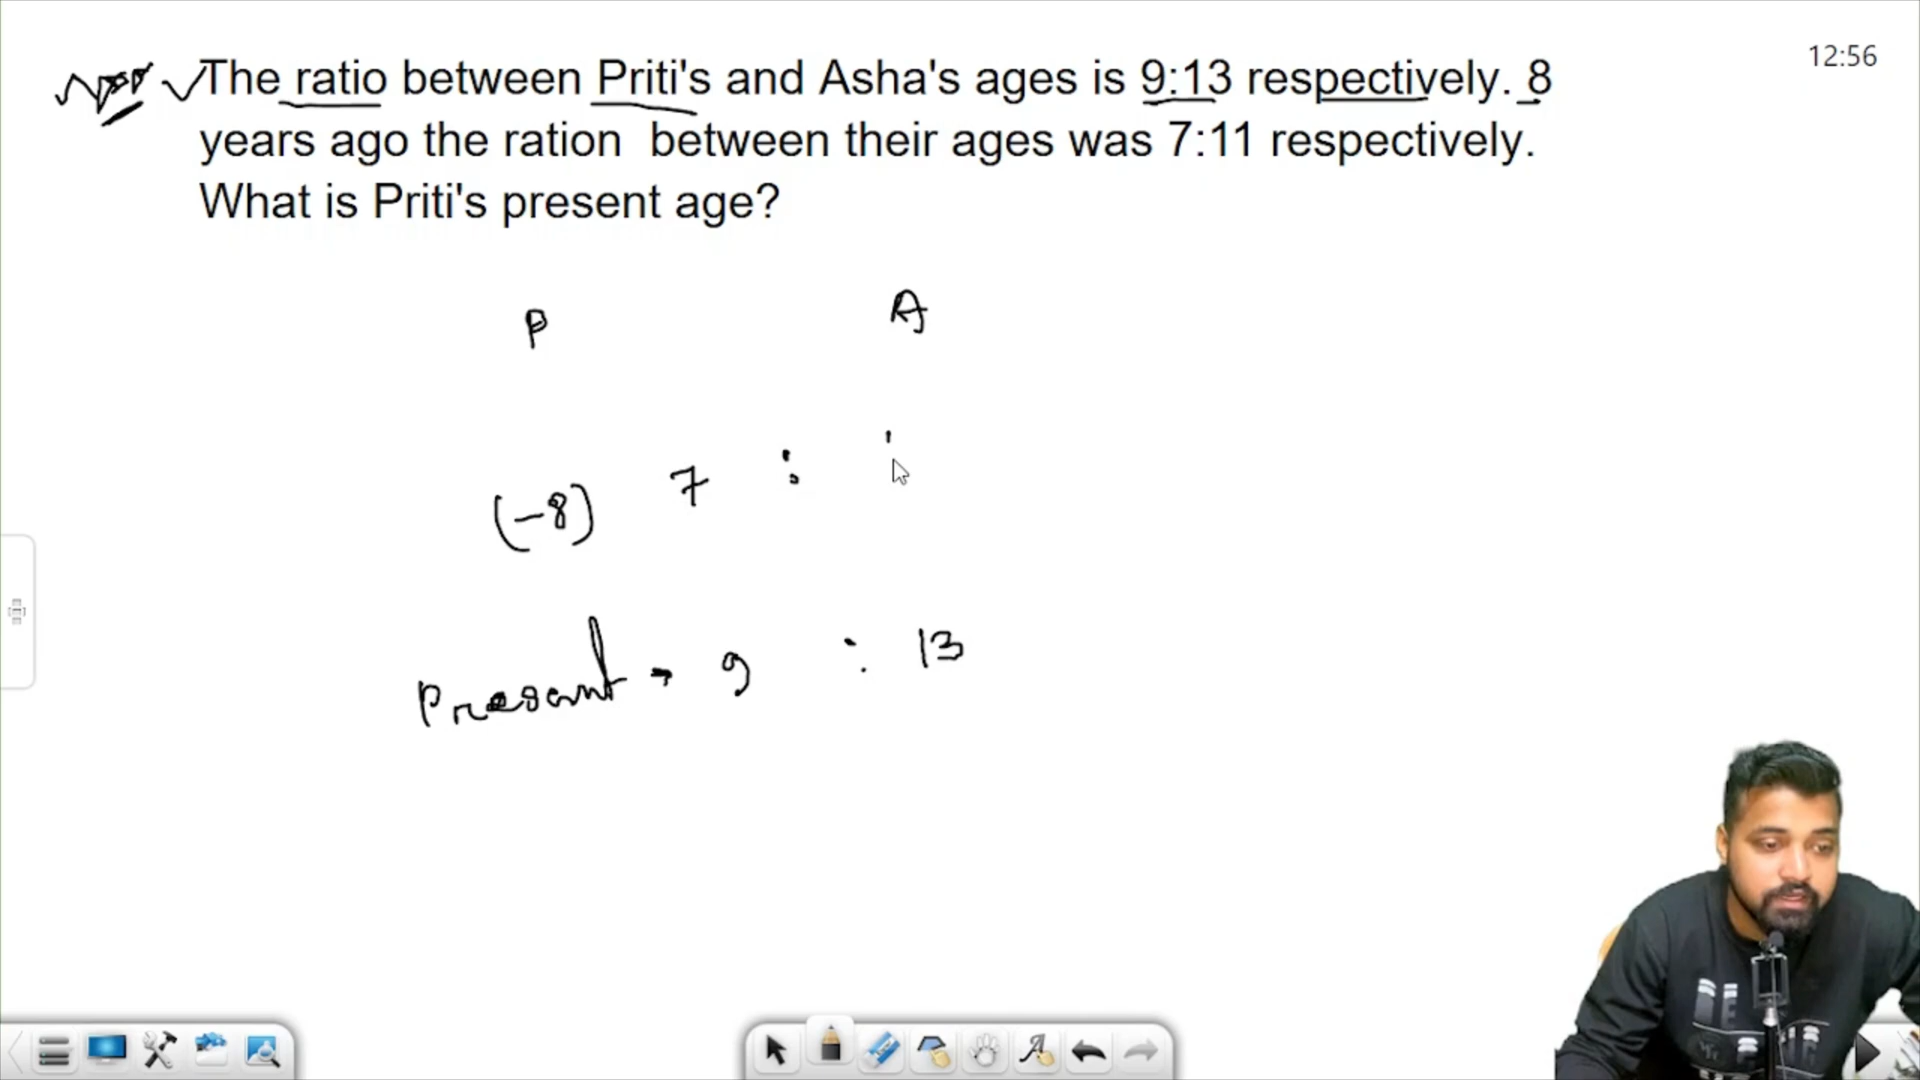 12:56
The ratio between Priti's and Asha's ages is 9:13 respectively. 8
years ago the ration between their ages was 7:11 respectively.
What is Priti's present age?
P A
(-8) 7 :
Present → 9 : 13